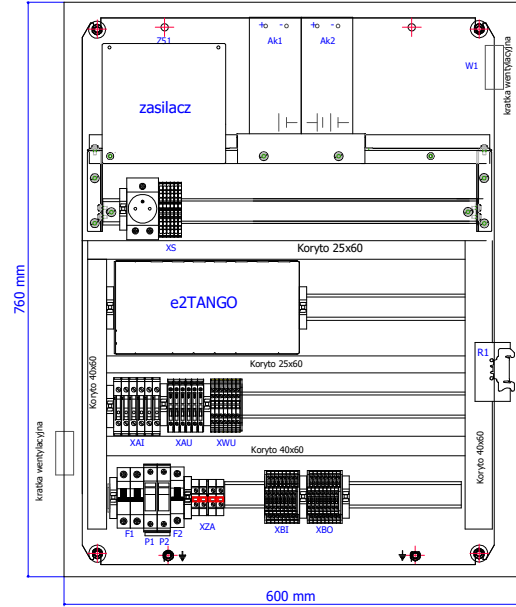 + - + -
ZS1
Ak1
Ak2
W1
kratka wentylacyjna
zasilacz
XS
Koryto 25x60
760 mm
e2TANGO
R1
Koryto 25x60
Koryto 40x60
XAI
XAU
XWU
Koryto 40x60
Koryto 40x60
kratka wentylacyjna
F1
P1
P2
F2
XZA
XBI
XBO
600 mm